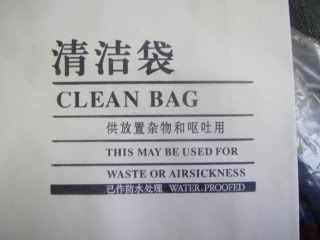 清洁袋
CLEAN BAG
供放置杂物和呕吐用
THIS MAY BE USED FOR
WASTE OR AIRSICKNESS
已作防水处理 WATER-PROOFED